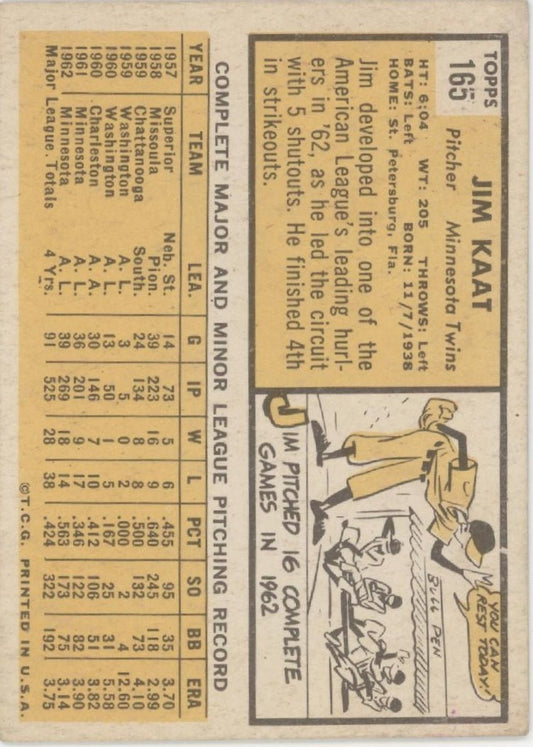 TOPPS
165
JIM KAAT
Pitcher Minnesota Twins
HT: 6:04 WT: 205 THROWS: Left
BATS: Left BORN: 11/7/1938
HOME: St. Petersburg, Fla.
Jim developed into one of the
American League's leading hurl-
ers in '62, as he led the circuit
with 5 shutouts. He finished 4th
in strikeouts.
YOU CAN
REST TODAY!
BULL PEN
JIM PITCHED 16 COMPLETE
GAMES IN 1962
COMPLETE MAJOR AND MINOR LEAGUE PITCHING RECORD
YEAR TEAM LEA. G IP W L PCT SO BB ERA
1957 Superior Neb. St. 14 73 5 6 .455 95 35 3.70
1958 Missoula Pion. 39 223 16 9 .640 245 118 2.99
1959 Chattanooga South. 24 134 8 8 .500 132 73 4.10
1959 Washington A. L. 3 5 0 2 .000 2 4 12.60
1960 Washington A. L. 13 50 1 5 .167 25 31 5.58
1960 Charleston A. A. 30 146 7 10 .412 106 51 3.82
1961 Minnesota A. L. 36 201 9 17 .346 122 82 3.90
1962 Minnesota A. L. 39 269 18 14 .563 173 75 3.14
Major League Totals 4 Yrs. 91 525 28 38 .424 322 192 3.75
©T.C.G. PRINTED IN U.S.A.